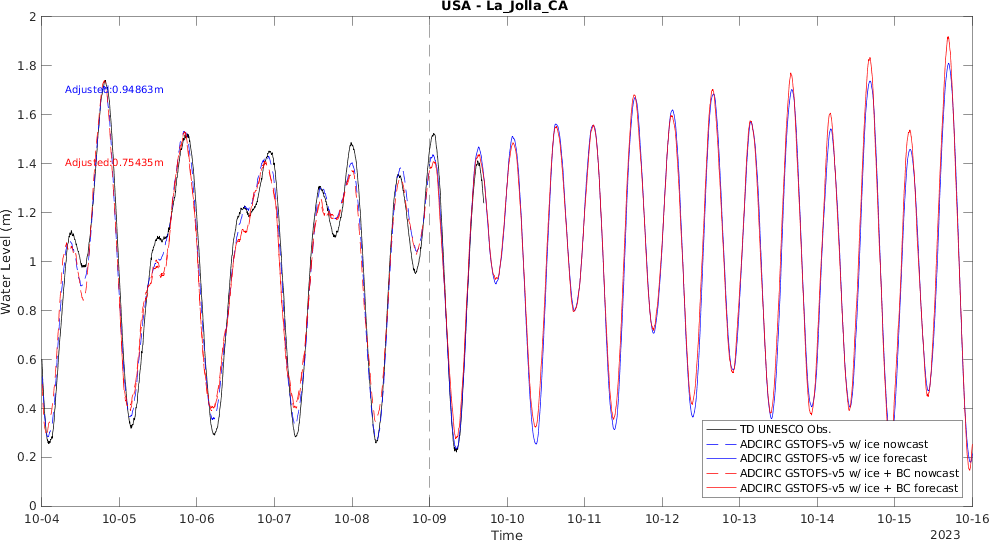 USA - La_Jolla_CA
2
1.8
1.6
1.4
1.2
1
0.8
0.6
0.4
0.2
0
Water Level (m)
Adjusted:0.94863m
Adjusted:0.75435m
TD UNESCO Obs.
ADCIRC GSTOFS-v5 w/ ice nowcast
ADCIRC GSTOFS-v5 w/ ice forecast
ADCIRC GSTOFS-v5 w/ ice + BC nowcast
ADCIRC GSTOFS-v5 w/ ice + BC forecast
10-04 10-05 10-06 10-07 10-08 10-09 10-10 10-11 10-12 10-13 10-14 10-15 10-16
Time
2023